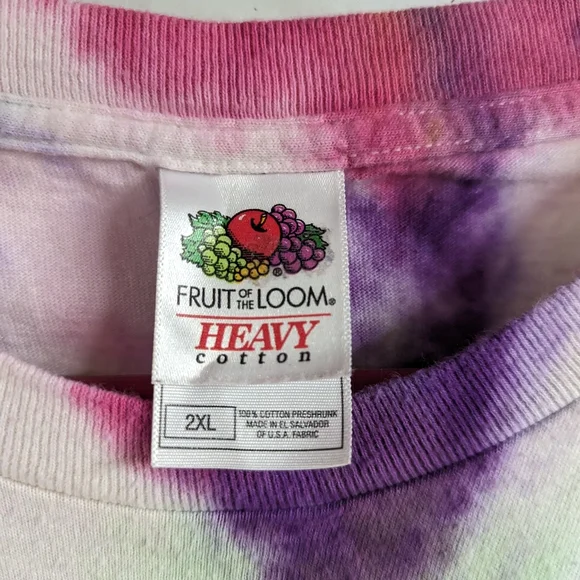 ®
FRUIT OF THE LOOM®
HEAVY
cotton
2XL
100% COTTON PRESHRUNK
MADE IN EL SALVADOR
OF U.S.A. FABRIC